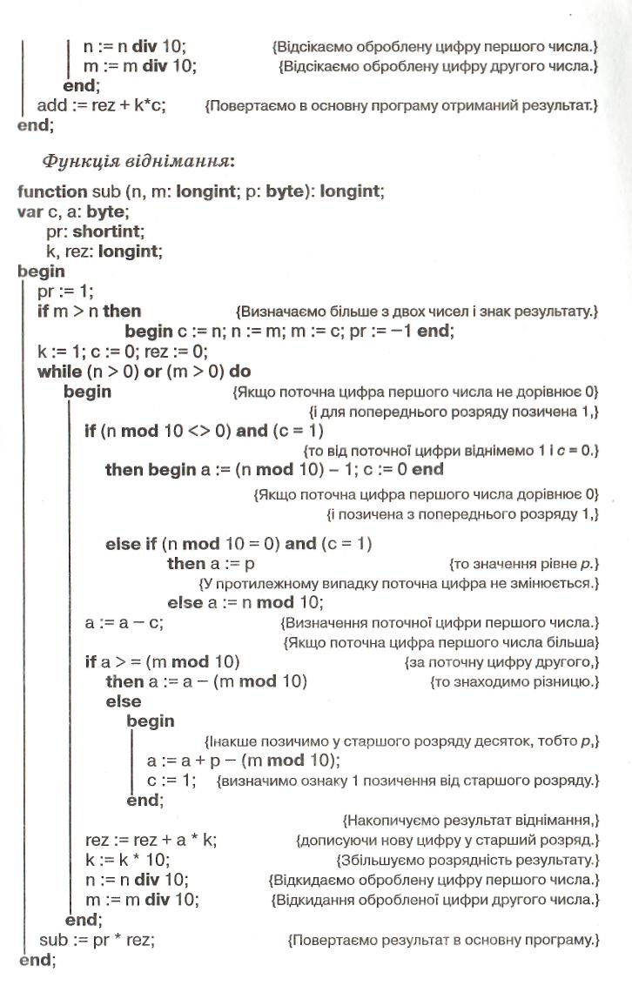 n := n div 10; {Відсікаємо оброблену цифру першого числа.}
m := m div 10; {Відсікаємо оброблену цифру другого числа.}
end;
add := rez + k*c; {Повертаємо в основну програму отриманий результат.}
end;
Функція віднімання:
function sub (n, m: longint; p: byte): longint;
var c, a: byte;
pr: shortint;
k, rez: longint;
begin
pr := 1;
if m > n then {Визначаємо більше з двох чисел і знак результату.}
begin c := n; n := m; m := c; pr := −1 end;
k := 1; c := 0; rez := 0;
while (n > 0) or (m > 0) do
begin {Якщо поточна цифра першого числа не дорівнює 0}
{і для попереднього розряду позичена 1,}
if (n mod 10 <> 0) and (c = 1)
{то від поточної цифри віднімемо 1 і c = 0.}
then begin a := (n mod 10) − 1; c := 0 end
{Якщо поточна цифра першого числа дорівнює 0}
{і позичена з попереднього розряду 1,}
else if (n mod 10 = 0) and (c = 1)
then a := p {то значення рівне p.}
{У протилежному випадку поточна цифра не змінюється.}
else a := n mod 10;
a := a − c; {Визначення поточної цифри першого числа.}
{Якщо поточна цифра першого числа більша}
if a > = (m mod 10) {за поточну цифру другого,}
then a := a − (m mod 10) {то знаходимо різницю.}
else
begin
{Інакше позичимо у старшого розряду десяток, тобто p,}
a := a + p − (m mod 10);
c := 1; {визначимо ознаку 1 позичення від старшого розряду.}
end;
{Накопичуємо результат віднімання,}
rez := rez + a * k; {дописуючи нову цифру у старший розряд.}
k := k * 10; {Збільшуємо розрядність результату.}
n := n div 10; {Відкидаємо оброблену цифру першого числа.}
m := m div 10; {Відкидання обробленої цифри другого числа.}
end;
sub := pr * rez; {Повертаємо результат в основну програму.}
end;